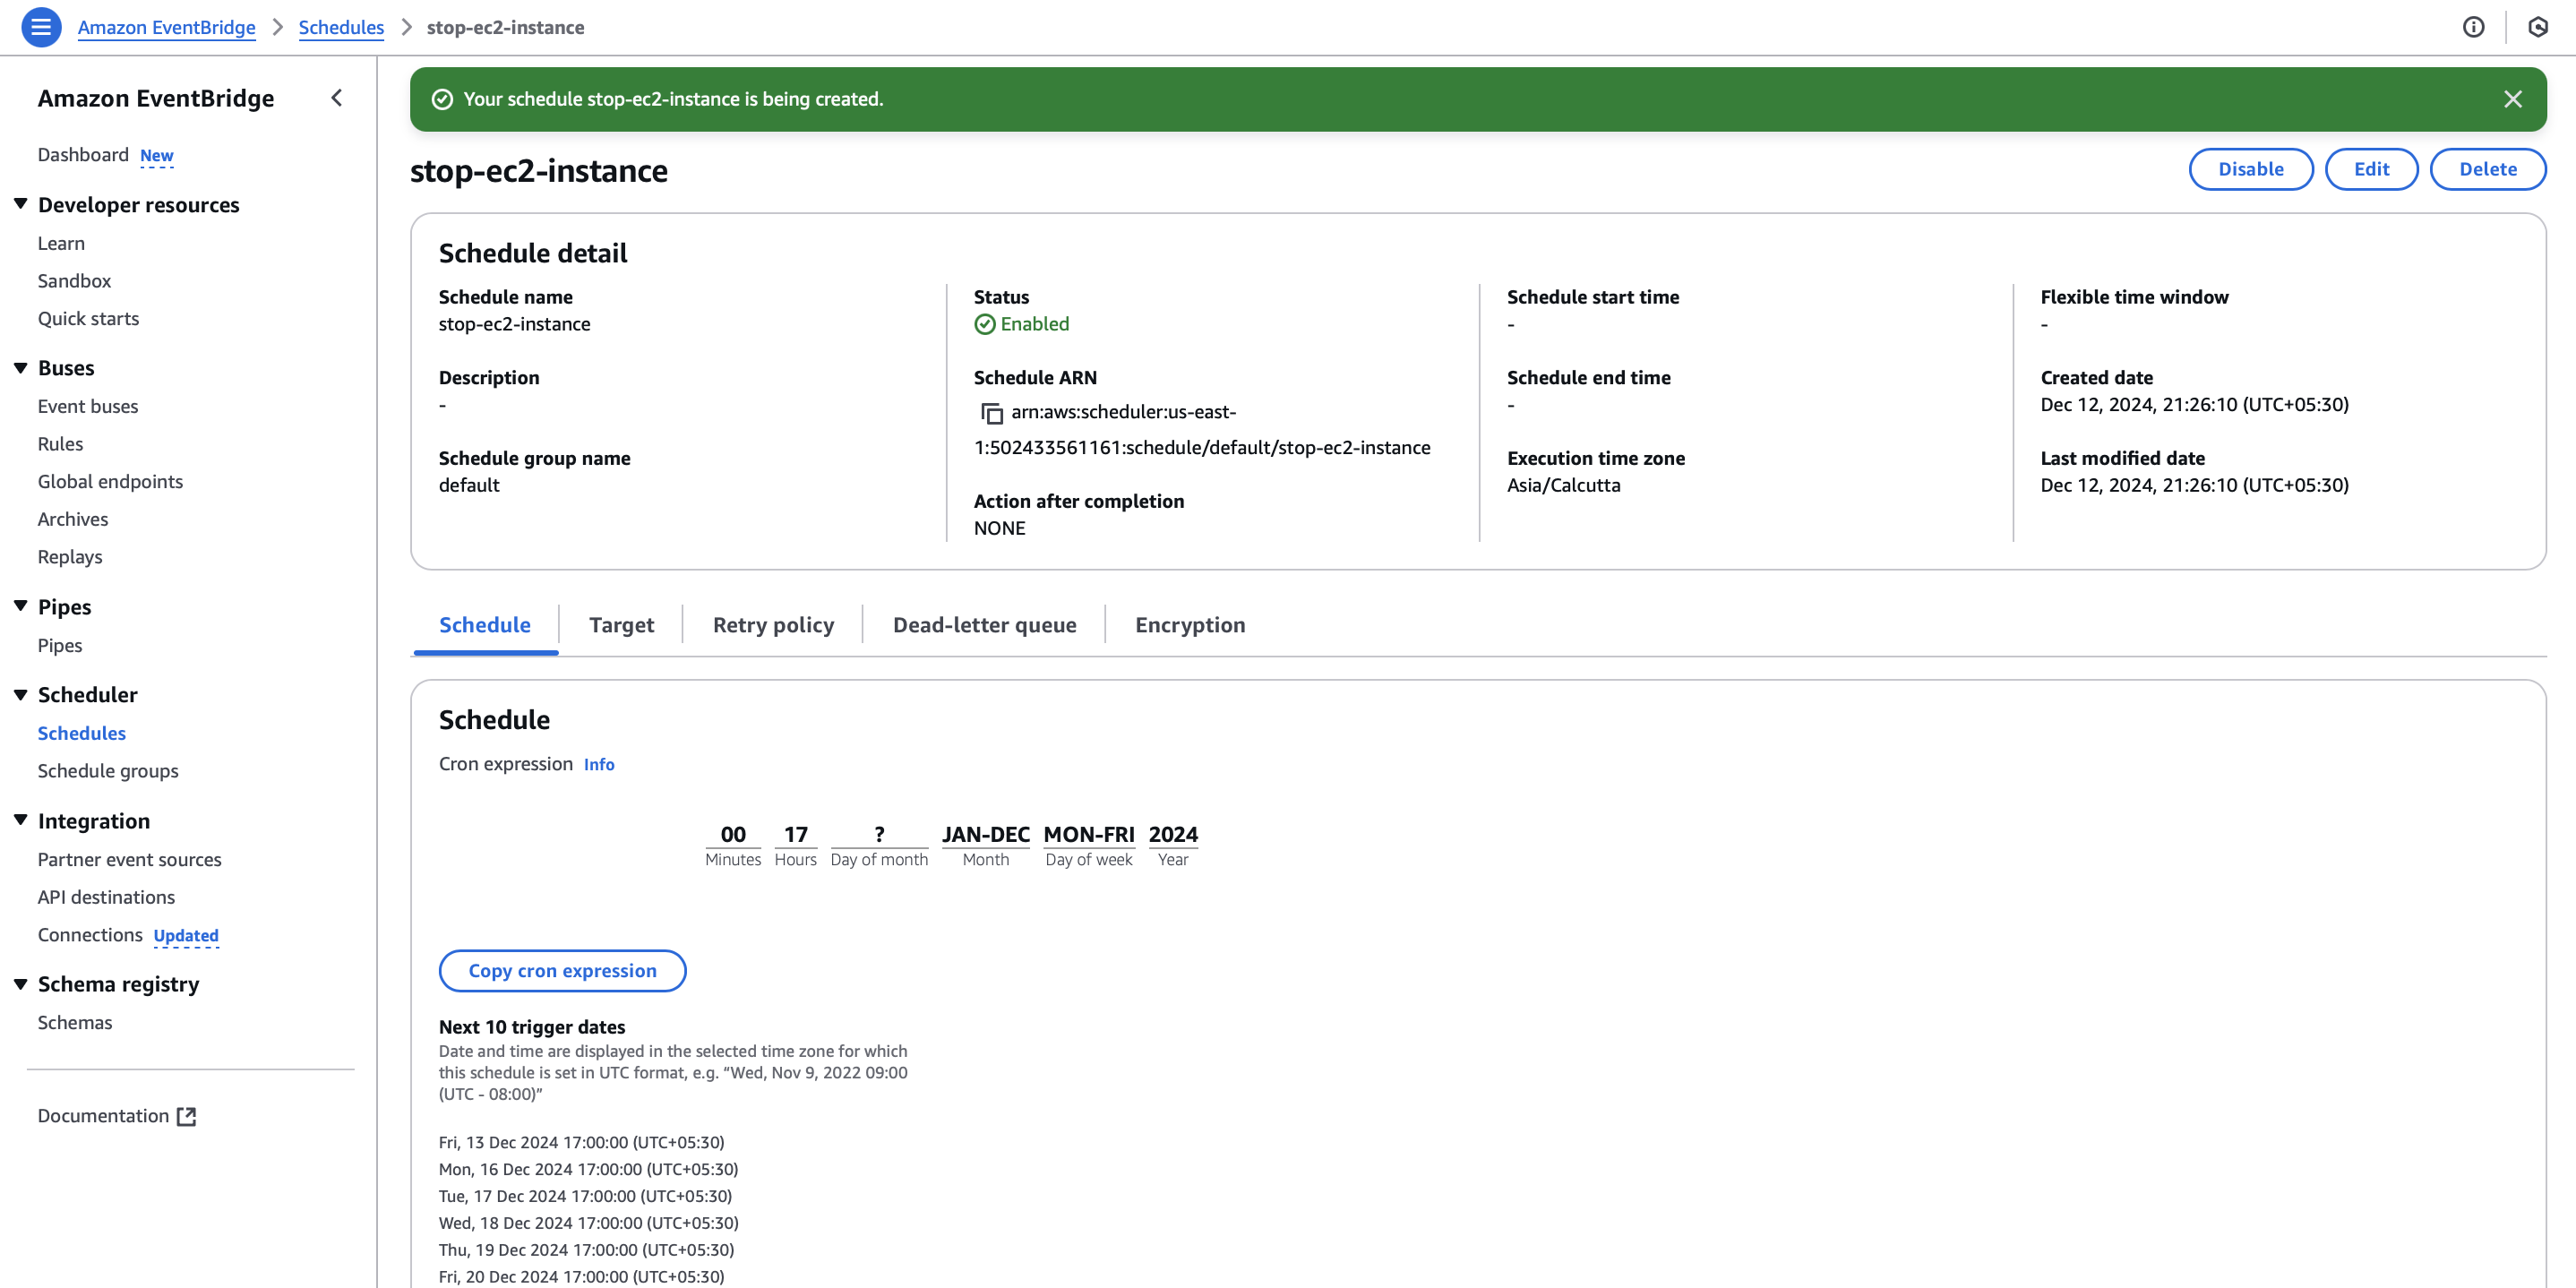 Amazon EventBridge > Schedules > stop-ec2-instance
Amazon EventBridge
Dashboard New
Developer resources
Learn
Sandbox
Quick starts
Buses
Event buses
Rules
Global endpoints
Archives
Replays
Pipes
Pipes
Scheduler
Schedules
Schedule groups
Integration
Partner event sources
API destinations
Connections Updated
Schema registry
Schemas
Documentation
Your schedule stop-ec2-instance is being created.
stop-ec2-instance
Disable
Edit
Delete
Schedule detail
Schedule name
stop-ec2-instance
Description
-
Schedule group name
default
Status
Enabled
Schedule ARN
arn:aws:scheduler:us-east-
1:502433561161:schedule/default/stop-ec2-instance
Action after completion
NONE
Schedule start time
-
Schedule end time
-
Execution time zone
Asia/Calcutta
Flexible time window
-
Created date
Dec 12, 2024, 21:26:10 (UTC+05:30)
Last modified date
Dec 12, 2024, 21:26:10 (UTC+05:30)
Schedule
Target
Retry policy
Dead-letter queue
Encryption
Schedule
Cron expression Info
00 17 ? JAN-DEC MON-FRI 2024
Minutes Hours Day of month Month Day of week Year
Copy cron expression
Next 10 trigger dates
Date and time are displayed in the selected time zone for which
this schedule is set in UTC format, e.g. “Wed, Nov 9, 2022 09:00
(UTC - 08:00)”
Fri, 13 Dec 2024 17:00:00 (UTC+05:30)
Mon, 16 Dec 2024 17:00:00 (UTC+05:30)
Tue, 17 Dec 2024 17:00:00 (UTC+05:30)
Wed, 18 Dec 2024 17:00:00 (UTC+05:30)
Thu, 19 Dec 2024 17:00:00 (UTC+05:30)
Fri, 20 Dec 2024 17:00:00 (UTC+05:30)